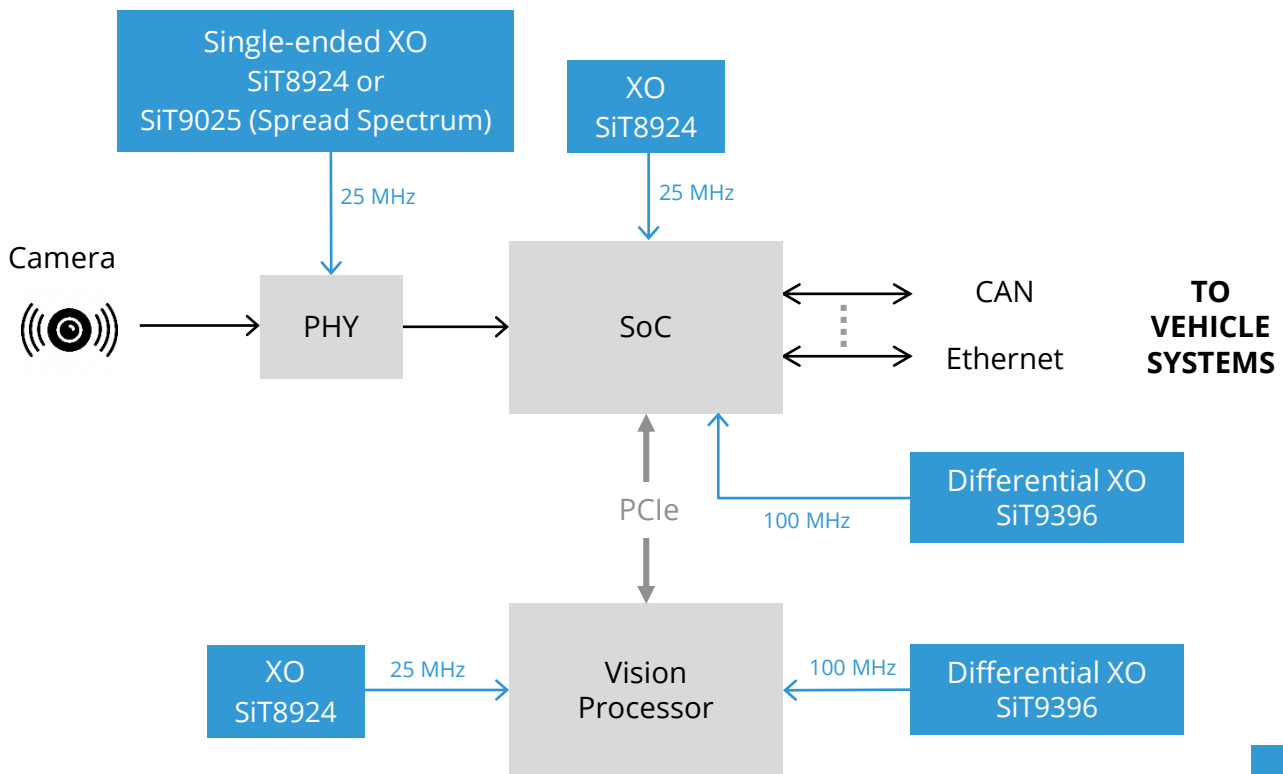 Single-ended XO
SiT8924 or
SiT9025 (Spread Spectrum)
XO
SiT8924
25 MHz
25 MHz
Camera
PHY
SoC
CAN
Ethernet
TO
VEHICLE
SYSTEMS
PCIe
100 MHz
Differential XO
SiT9396
XO
SiT8924
25 MHz
Vision
Processor
100 MHz
Differential XO
SiT9396